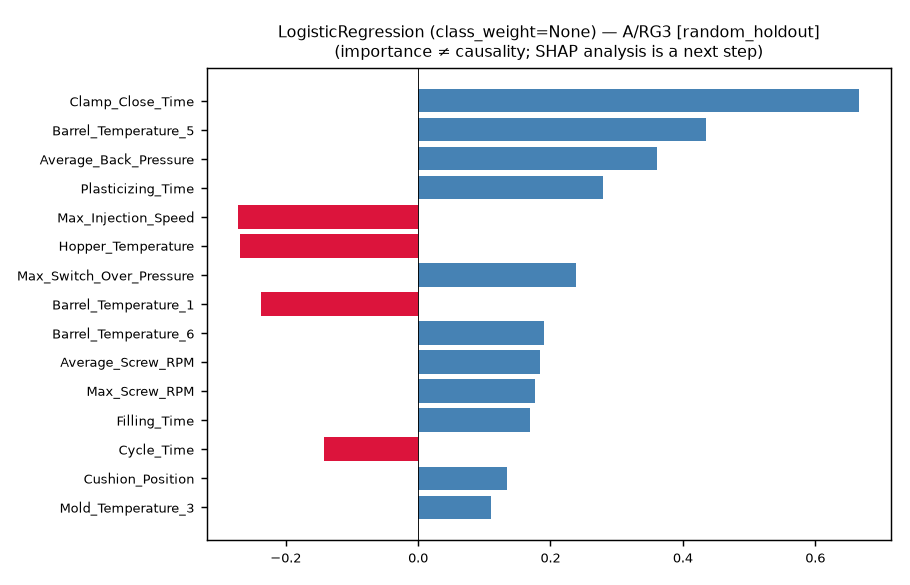 LogisticRegression (class_weight=None) — A/RG3 [random_holdout]
(importance ≠ causality; SHAP analysis is a next step)
Clamp_Close_Time
Barrel_Temperature_5
Average_Back_Pressure
Plasticizing_Time
Max_Injection_Speed
Hopper_Temperature
Max_Switch_Over_Pressure
Barrel_Temperature_1
Barrel_Temperature_6
Average_Screw_RPM
Max_Screw_RPM
Filling_Time
Cycle_Time
Cushion_Position
Mold_Temperature_3
−0.2 0.0 0.2 0.4 0.6